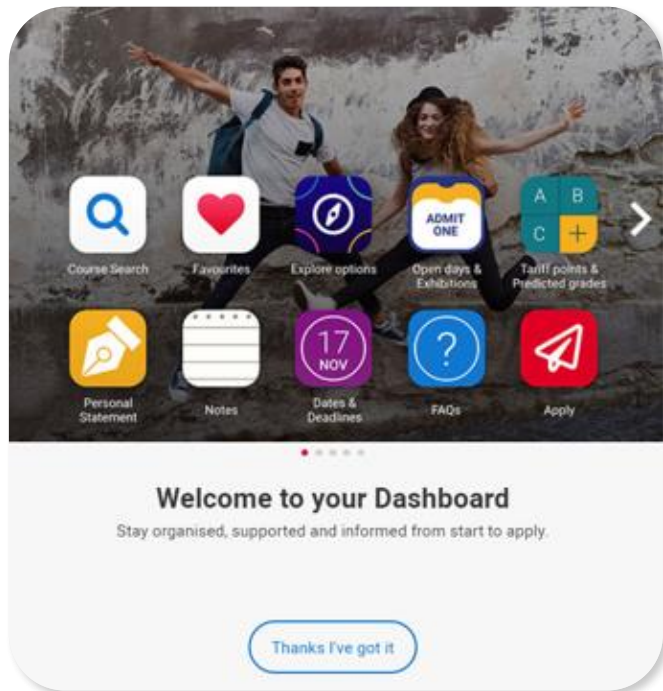 ADMIT
ONE
A B
C +
Course Search
Favourites
Explore options
Open days &
Exhibitions
Tariff points &
Predicted grades
17
NOV
?
Personal
Statement
Notes
Dates &
Deadlines
FAQs
Apply
Welcome to your Dashboard
Stay organised, supported and informed from start to apply.
Thanks I've got it